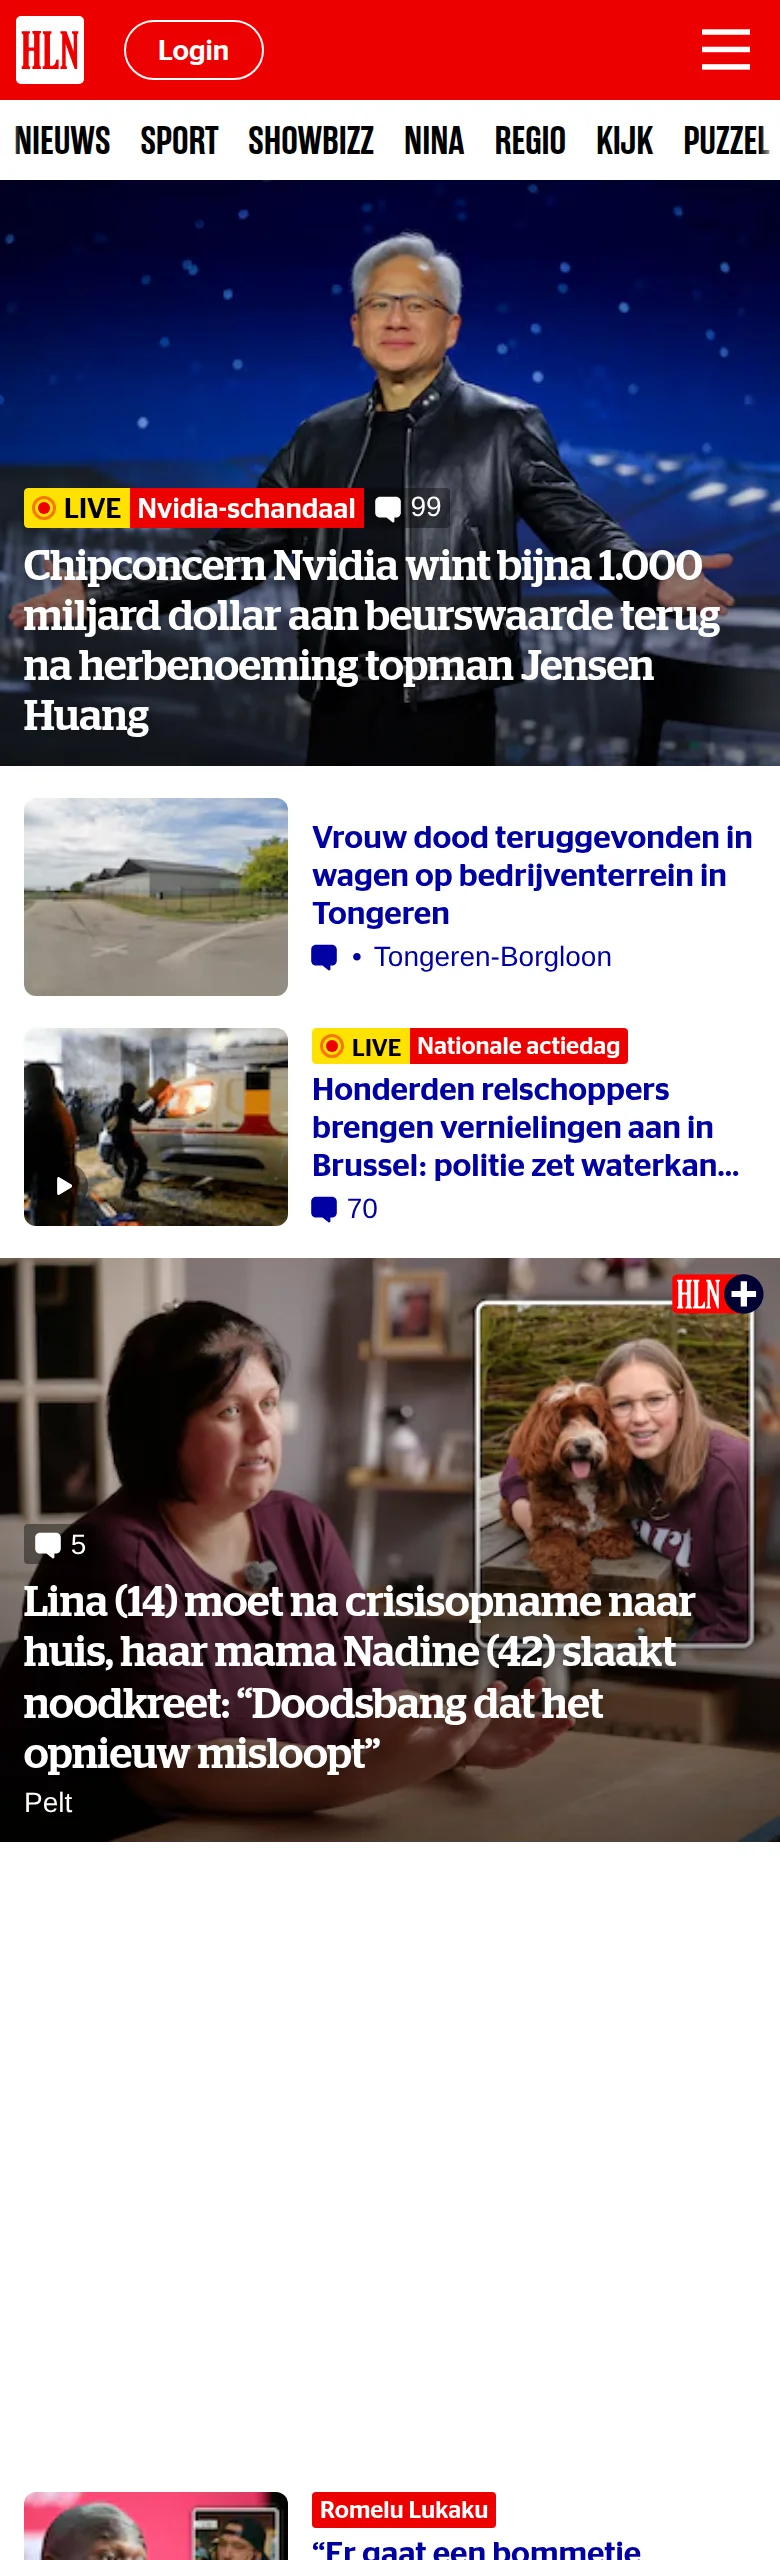 HLN
Login
NIEUWS SPORT SHOWBIZZ NINA REGIO KIJK PUZZEL
LIVE Nvidia-schandaal 99
Chipconcern Nvidia wint bijna 1.000
miljard dollar aan beurswaarde terug
na herbenoeming topman Jensen
Huang
Vrouw dood teruggevonden in
wagen op bedrijventerrein in
Tongeren
• Tongeren-Borgloon
LIVE Nationale actiedag
Honderden relschoppers
brengen vernielingen aan in
Brussel: politie zet waterkan...
70
HLN+
5
Lina (14) moet na crisisopname naar
huis, haar mama Nadine (42) slaakt
noodkreet: “Doodsbang dat het
opnieuw misloopt”
Pelt
Romelu Lukaku
“Er gaat een bommetje